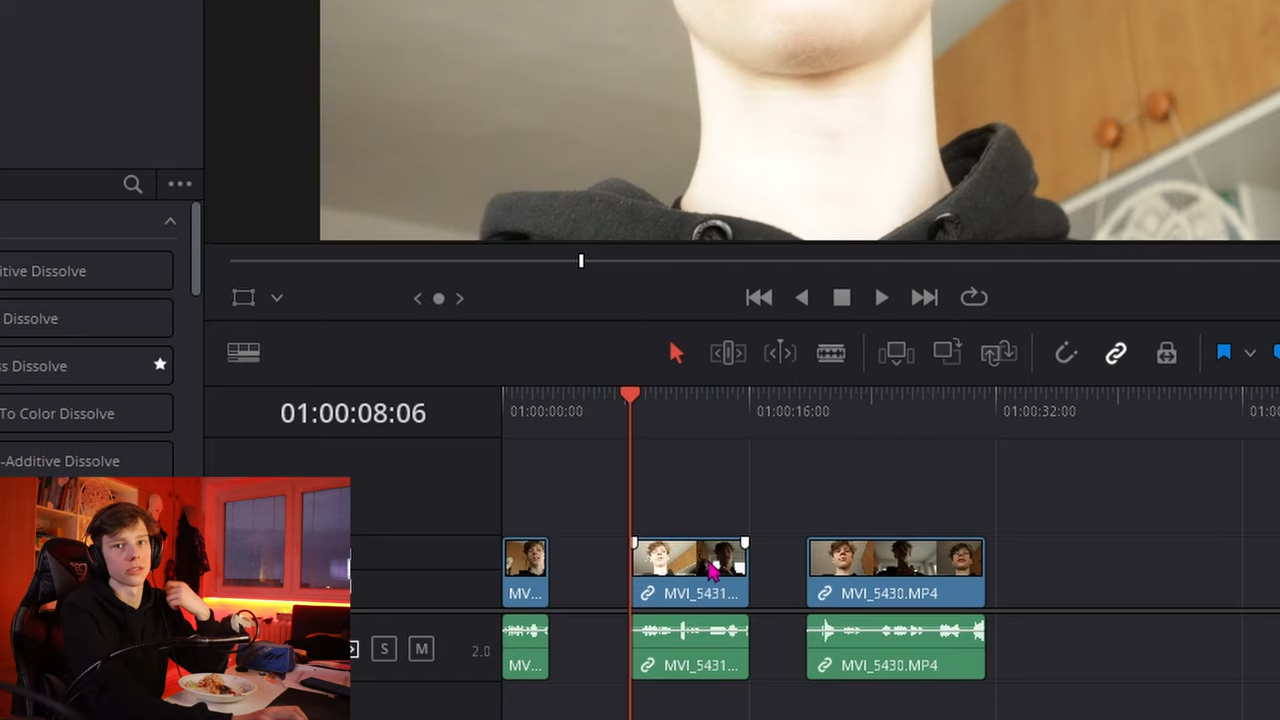 itive Dissolve
Dissolve
ss Dissolve
To Color Dissolve
-Additive Dissolve
01:00:08:06
01:00:00:00
01:00:16:00
01:00:32:00
01:0
MV...
MVI_5431...
MVI_5430.MP4
S
M
2.0
MV...
MVI_5431...
MVI_5430.MP4